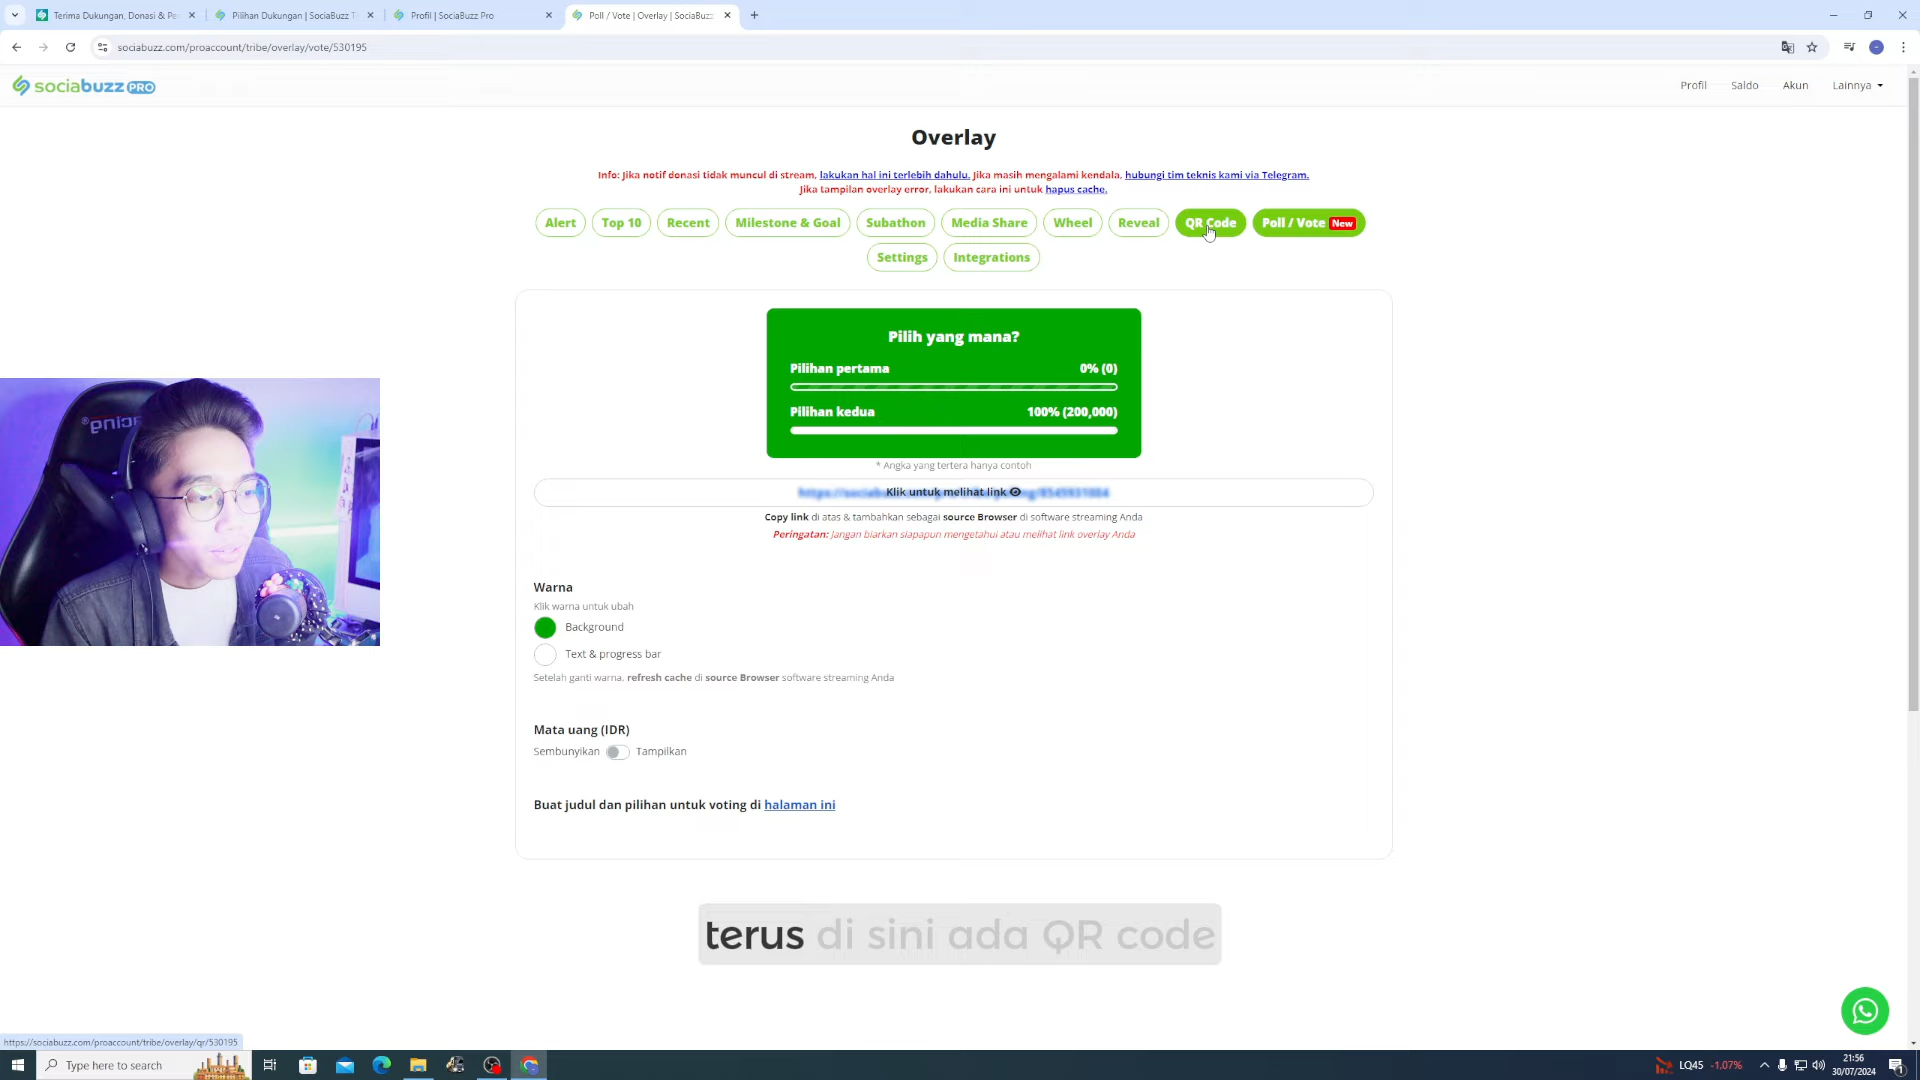 Terima Dukungan, Donasi & Pe
Pilihan Dukungan | SociaBuzz T
Profil | SociaBuzz Pro
Poll / Vote | Overlay | SociaBuzz
sociabuzz.com/proaccount/tribe/overlay/vote/530195
sociabuzz PRO
Profil
Saldo
Akun
Lainnya
Overlay
Info: Jika notif donasi tidak muncul di stream, lakukan hal ini terlebih dahulu. Jika masih mengalami kendala, hubungi tim teknis kami via Telegram.
Jika tampilan overlay error, lakukan cara ini untuk hapus cache.
Alert
Top 10
Recent
Milestone & Goal
Subathon
Media Share
Wheel
Reveal
QR Code
Poll / Vote New
Settings
Integrations
Pilih yang mana?
Pilihan pertama 0% (0)
Pilihan kedua 100% (200,000)
* Angka yang tertera hanya contoh
Klik untuk melihat link
Copy link di atas & tambahkan sebagai source Browser di software streaming Anda
Peringatan: Jangan biarkan siapapun mengetahui atau melihat link overlay Anda
Warna
Klik warna untuk ubah
Background
Text & progress bar
Setelah ganti warna, refresh cache di source Browser software streaming Anda
Mata uang (IDR)
Sembunyikan Tampilkan
Buat judul dan pilihan untuk voting di halaman ini
terus di sini ada QR code
https://sociabuzz.com/proaccount/tribe/overlay/qr/530195
Type here to search
LQ45 -1,07%
21:56
30/07/2024